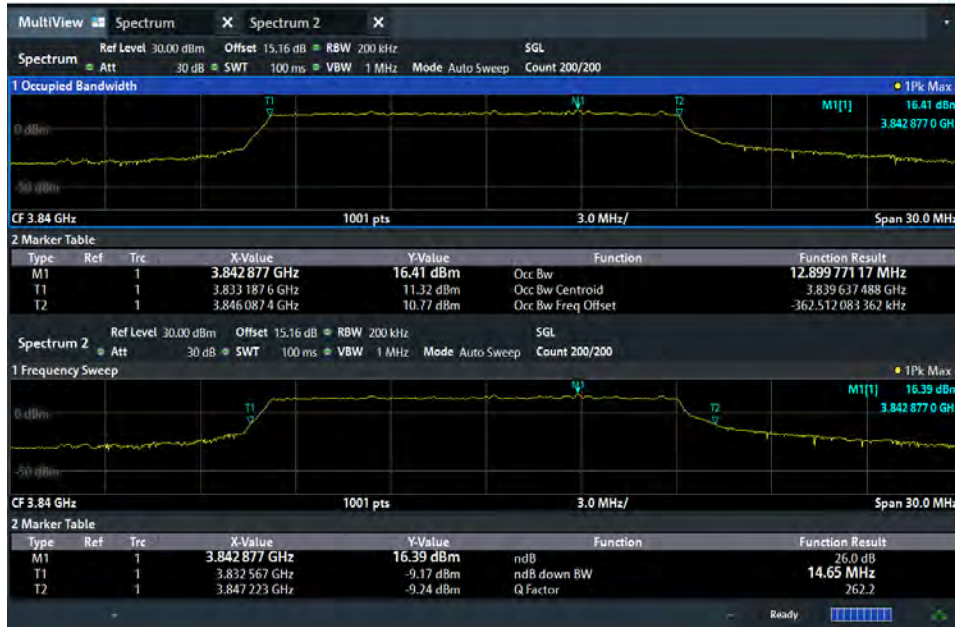 MultiView Spectrum X Spectrum 2 X
Ref Level 30.00 dBm Offset 15.16 dB RBW 200 kHz SGL
Spectrum Att 30 dB SWT 100 ms VBW 1 MHz Mode Auto Sweep Count 200/200
1 Occupied Bandwidth 1Pk Max
T1 M1 T2 M1[1] 16.41 dBm
3.842 877 0 GH
0 dBm
-50 dBm
CF 3.84 GHz 1001 pts 3.0 MHz/ Span 30.0 MHz
2 Marker Table
Type Ref Trc X-Value Y-Value Function Function Result
M1 1 3.842 877 GHz 16.41 dBm Occ Bw 12.899 771 17 MHz
T1 1 3.833 187 6 GHz 11.32 dBm Occ Bw Centroid 3.839 637 488 GHz
T2 1 3.846 087 4 GHz 10.77 dBm Occ Bw Freq Offset -362.512 083 362 kHz
Ref Level 30.00 dBm Offset 15.16 dB RBW 200 kHz SGL
Spectrum 2 Att 30 dB SWT 100 ms VBW 1 MHz Mode Auto Sweep Count 200/200
1 Frequency Sweep 1Pk Max
M1 M1[1] 16.39 dBm
T1 T2 3.842 877 0 GH
0 dBm
-50 dBm
CF 3.84 GHz 1001 pts 3.0 MHz/ Span 30.0 MHz
2 Marker Table
Type Ref Trc X-Value Y-Value Function Function Result
M1 1 3.842 877 GHz 16.39 dBm ndB 26.0 dB
T1 1 3.832 567 GHz -9.17 dBm ndB down BW 14.65 MHz
T2 1 3.847 223 GHz -9.24 dBm Q Factor 262.2
Ready